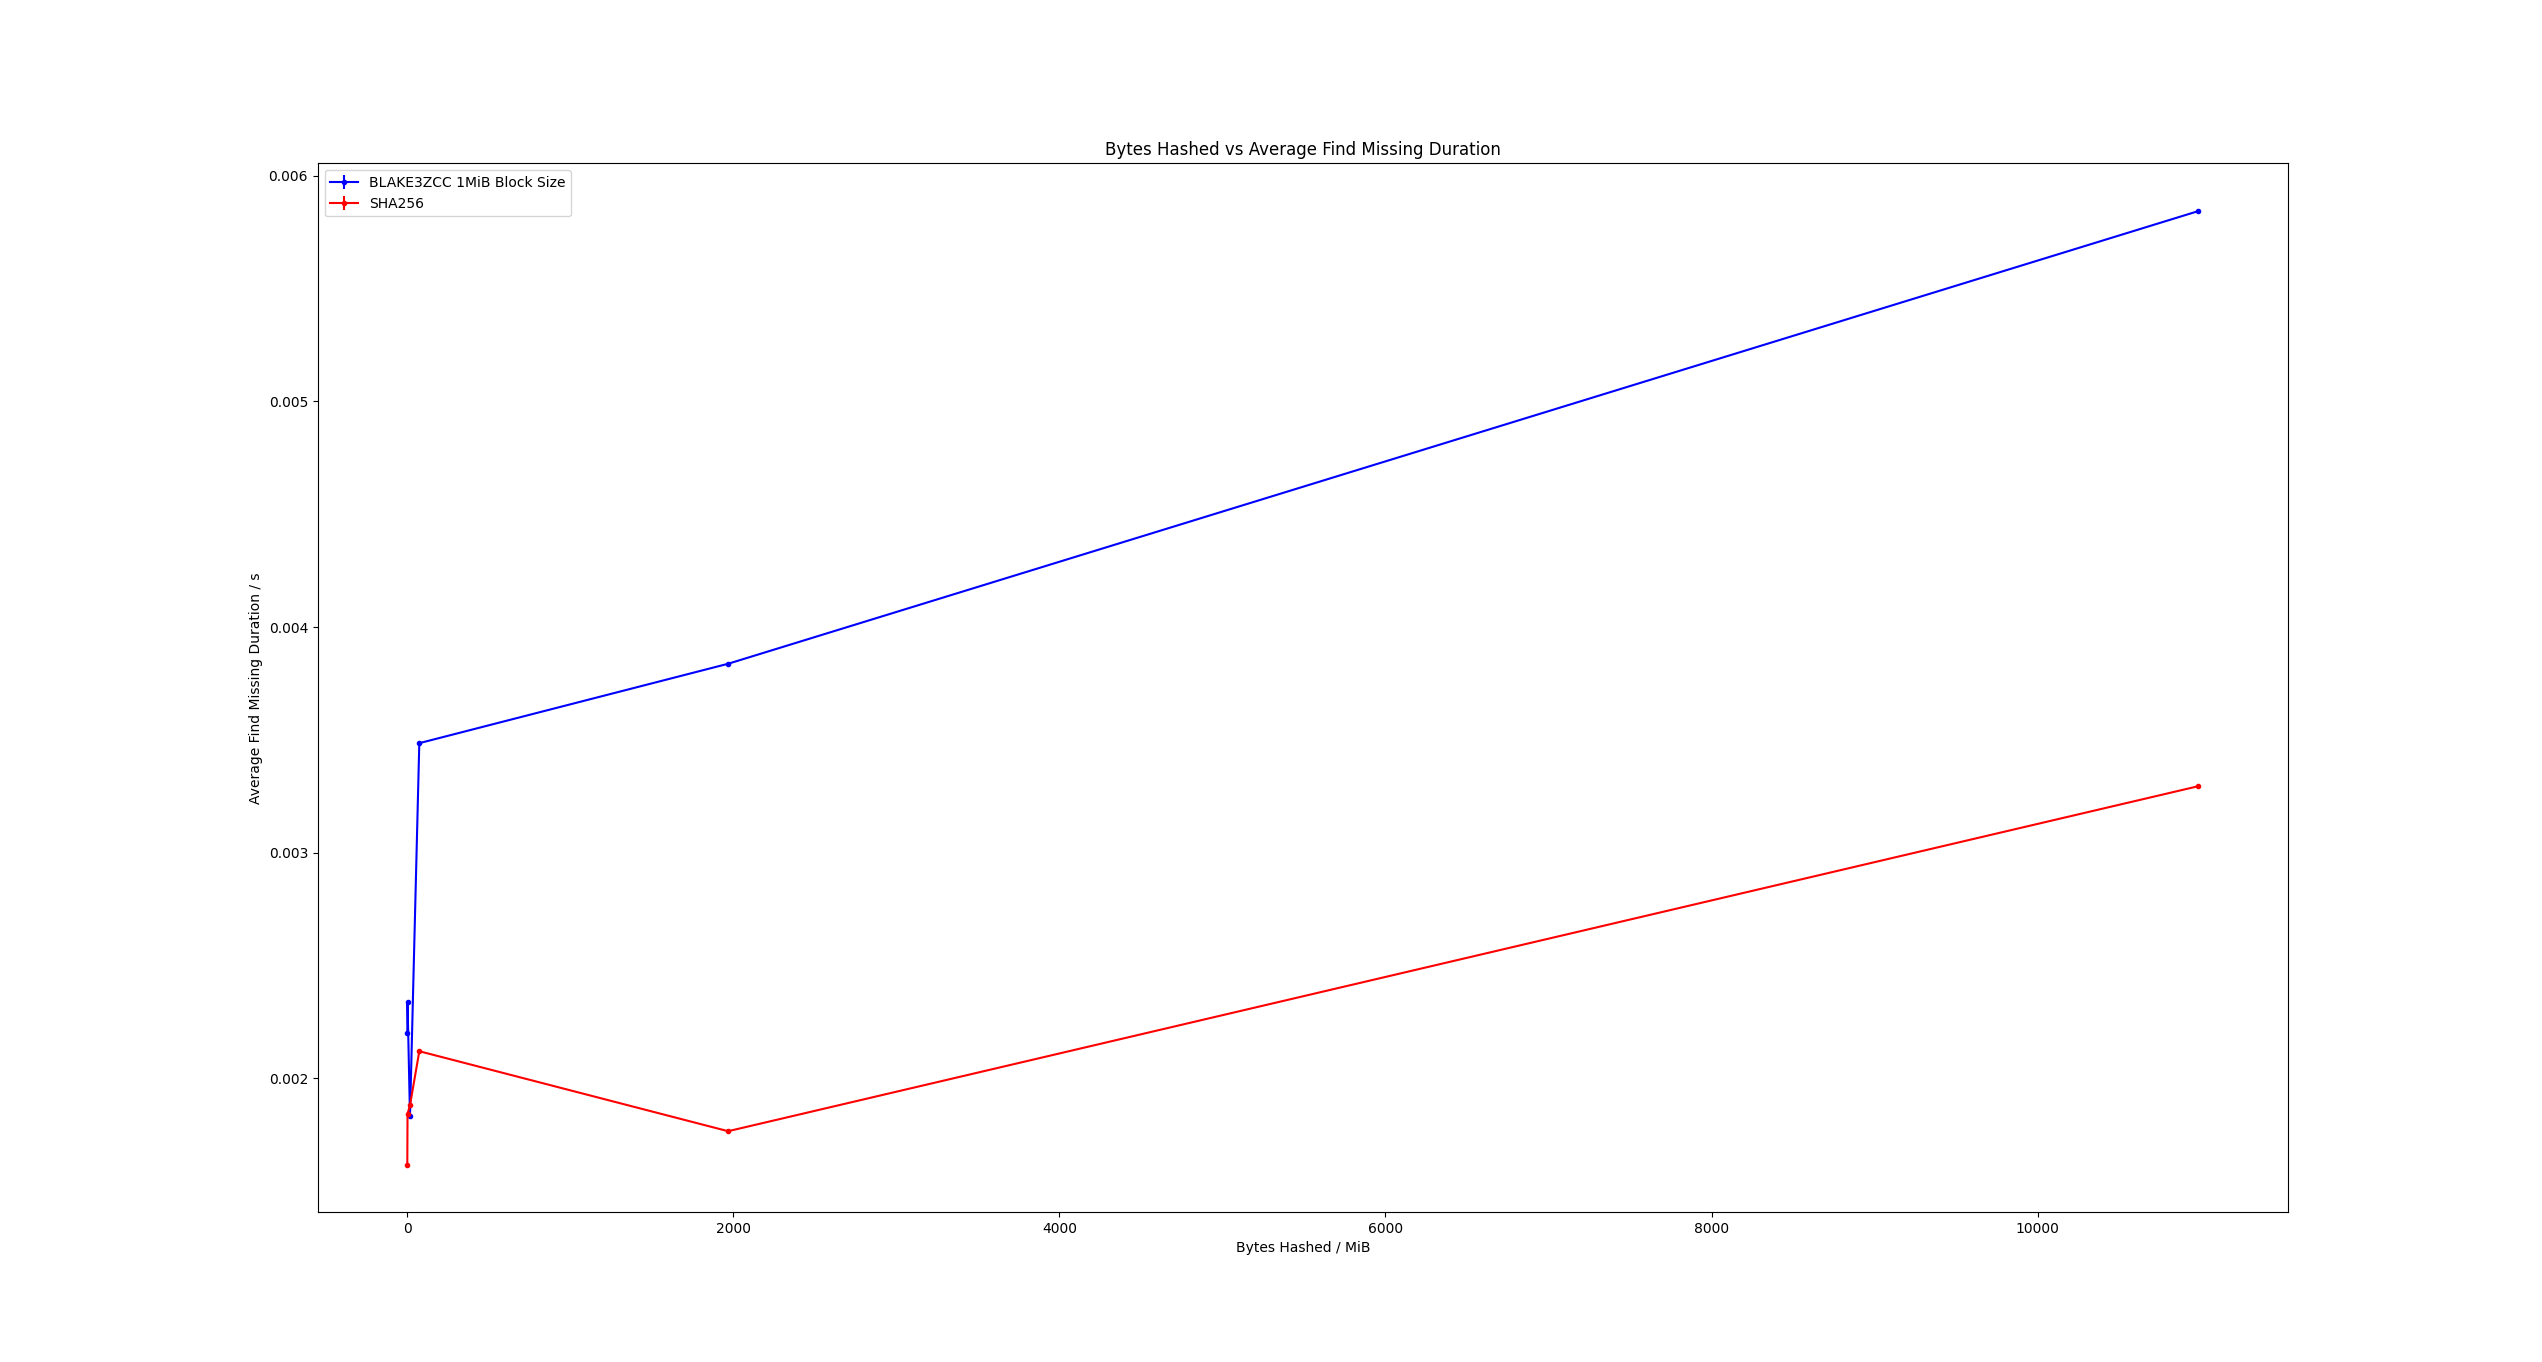 Bytes Hashed vs Average Find Missing Duration
BLAKE3ZCC 1MiB Block Size
SHA256
0.006
0.005
0.004
0.003
0.002
Average Find Missing Duration / s
0 2000 4000 6000 8000 10000
Bytes Hashed / MiB